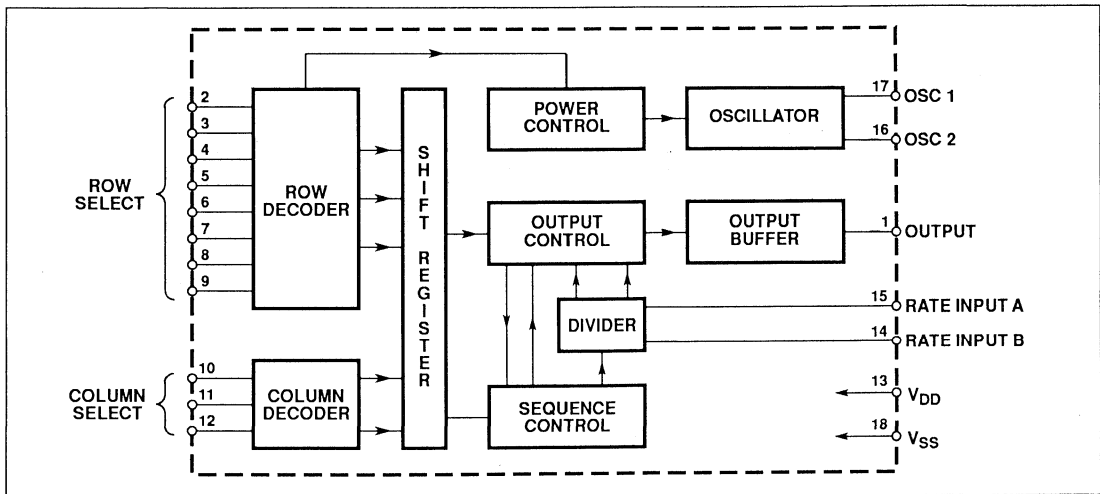 2
3
4
5
6
7
8
9
ROW
SELECT
ROW
DECODER
10
11
12
COLUMN
SELECT
COLUMN
DECODER
SHIFT REGISTER
POWER
CONTROL
OSCILLATOR
17
OSC 1
16
OSC 2
OUTPUT
CONTROL
OUTPUT
BUFFER
1
OUTPUT
DIVIDER
15
RATE INPUT A
14
RATE INPUT B
SEQUENCE
CONTROL
13
VDD
18
VSS